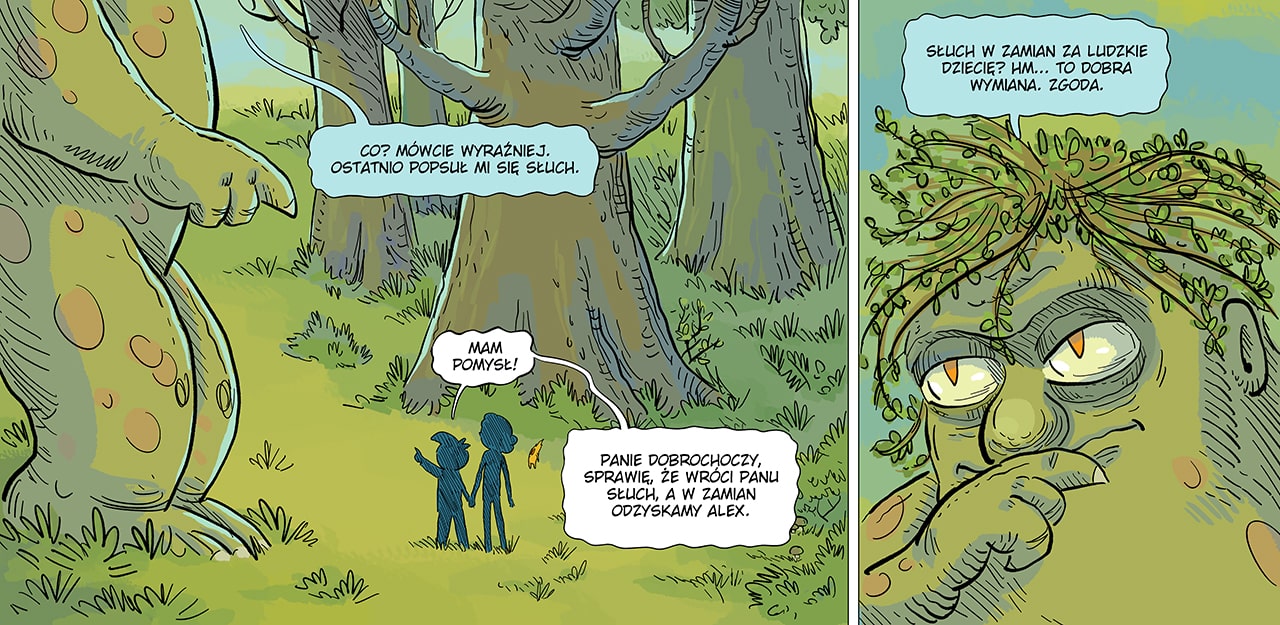 CO? MÓWCIE WYRAŹNIEJ.
OSTATNIO POPSUŁ MI SIĘ SŁUCH.
MAM
POMYSŁ!
PANIE DOBROCHOCZY,
SPRAWIĘ, ŻE WRÓCI PANU
SŁUCH, A W ZAMIAN
ODZYSKAMY ALEX.
SŁUCH W ZAMIAN ZA LUDZKIE
DZIECIĘ? HM... TO DOBRA
WYMIANA. ZGODA.